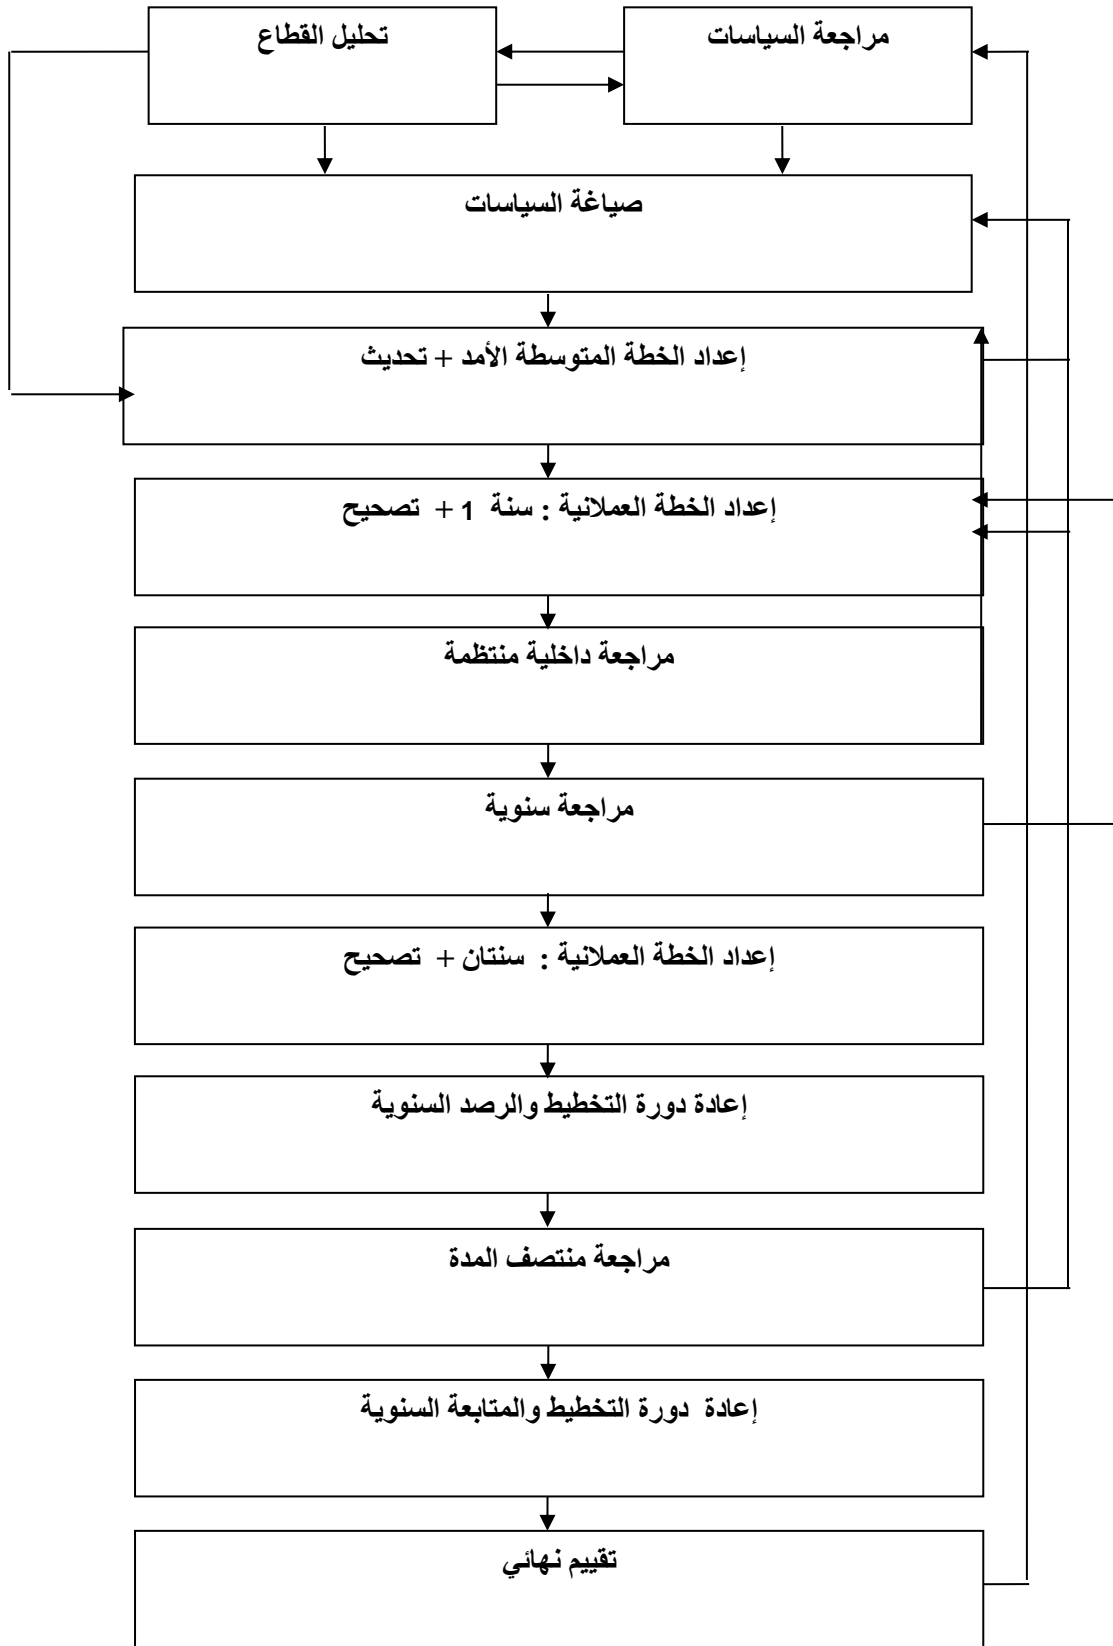 مراجعة السياسات
تحليل القطاع
صياغة السياسات
إعداد الخطة المتوسطة الأمد + تحديث
إعداد الخطة العملانية : سنة 1 + تصحيح
مراجعة داخلية منتظمة
مراجعة سنوية
إعداد الخطة العملانية : سنتان + تصحيح
إعادة دورة التخطيط والرصد السنوية
مراجعة منتصف المدة
إعادة دورة التخطيط والمتابعة السنوية
تقييم نهائي